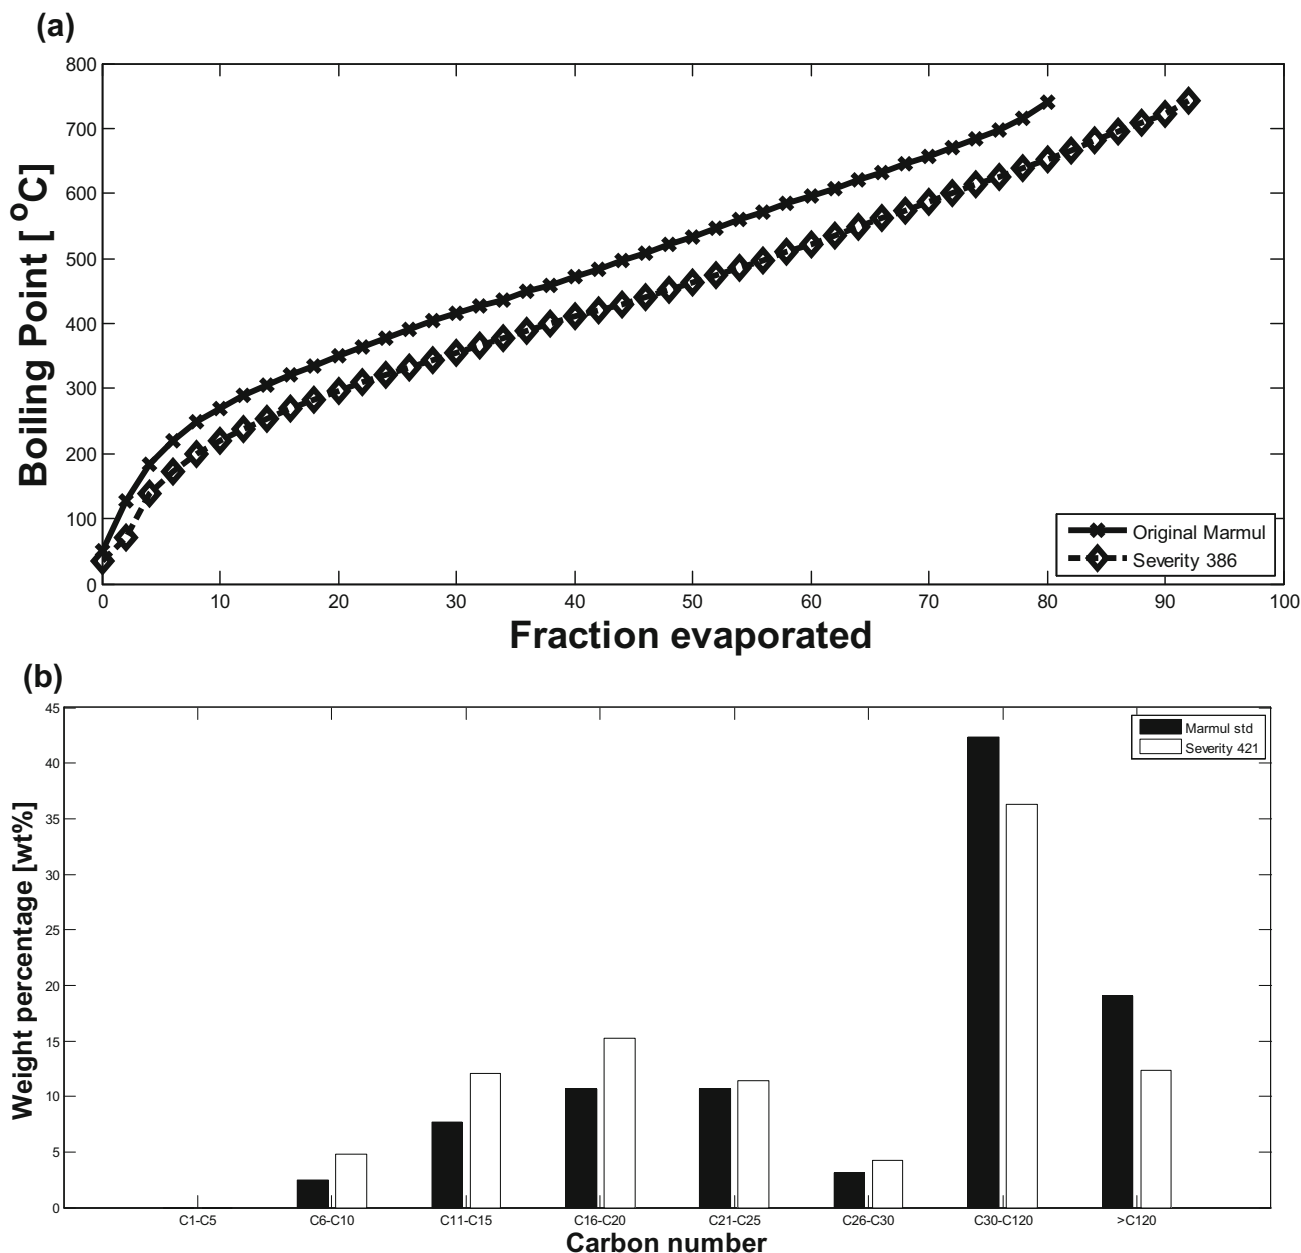 (a)
800
700
600
500
400
300
200
100
0
Boiling Point [ °C]
0 10 20 30 40 50 60 70 80 90 100
Fraction evaporated
Original Marmul
Severity 386
(b)
45
40
35
30
25
20
15
10
5
0
Weight percentage [wt%]
Marmul std
Severity 421
C1-C5 C6-C10 C11-C15 C16-C20 C21-C25 C26-C30 C30-C120 >C120
Carbon number